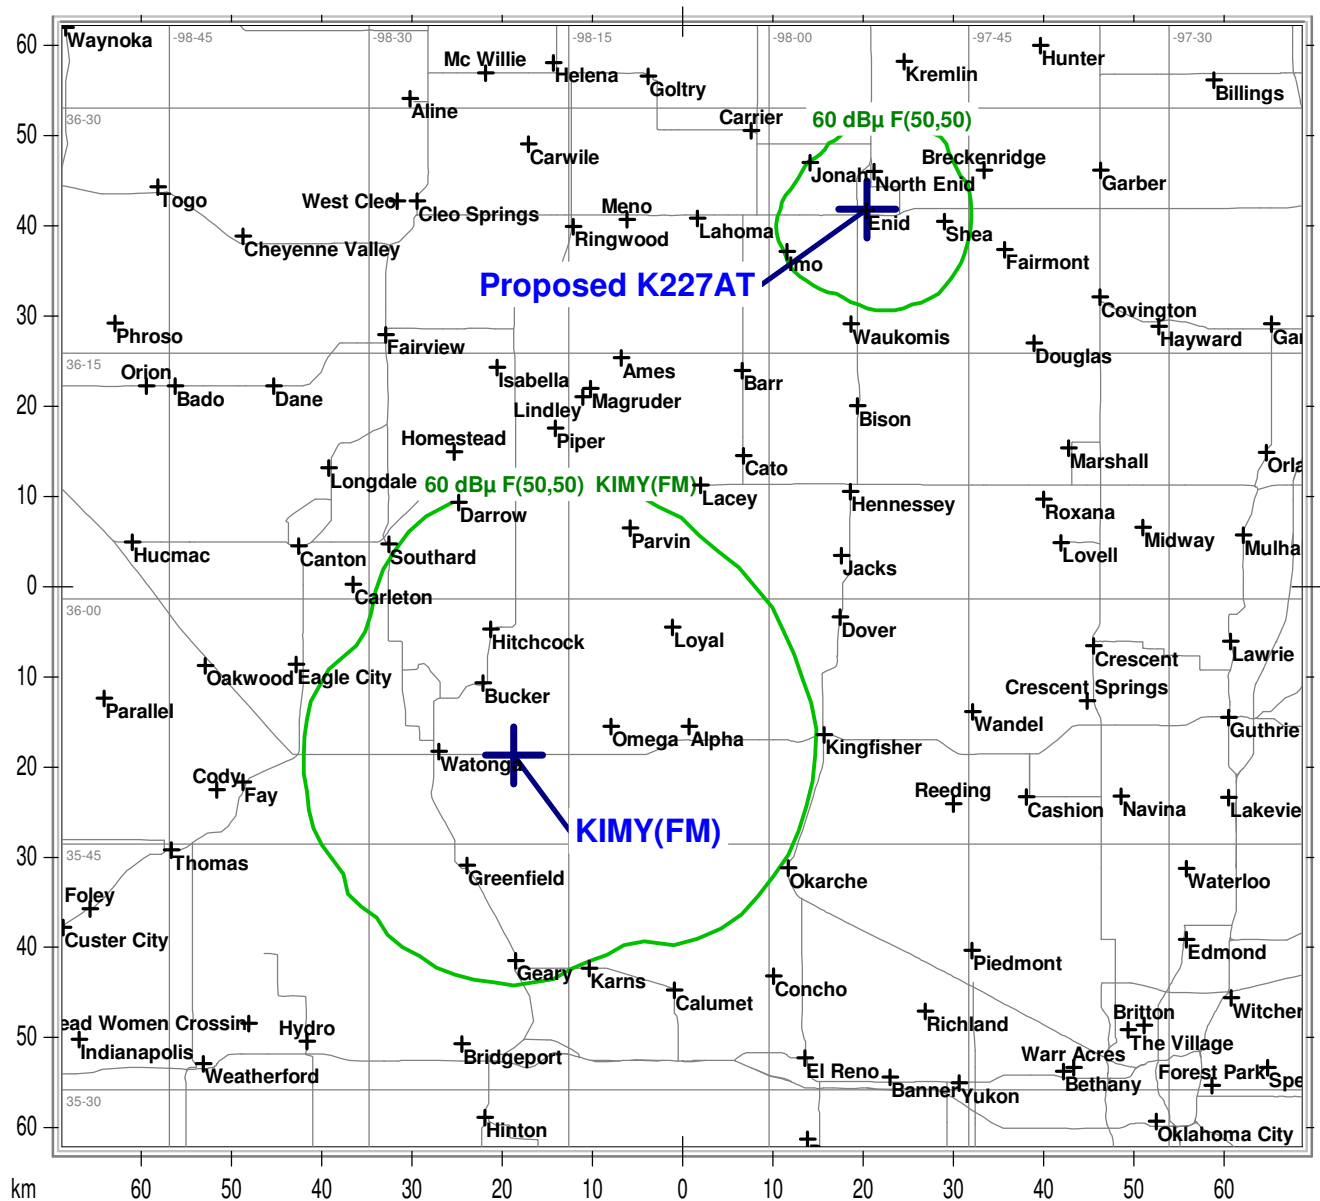 60
Waynoka
-98-45
-98-30
-98-15
-98-00
-97-45
-97-30
Mc Willie
Helena
Goltry
Kremlin
Hunter
Billings
Aline
36-30
Carrier
60 dBµ F(50,50)
50
Carwile
Breckenridge
Jonah
North Enid
Garber
Togo
West Cleo
Cleo Springs
Meno
Ringwood
Lahoma
Enid
Shea
40
Cheyenne Valley
Imo
Fairmont
Proposed K227AT
30
Phroso
Fairview
Waukomis
Covington
Hayward
Gar
Douglas
36-15
Orion
Bado
Dane
Isabella
Ames
Magruder
Lindley
Piper
Barr
20
Bison
Homestead
Longdale
Cato
Marshall
Orla
60 dBµ F(50,50) KIMY(FM)
10
Darrow
Lacey
Hennessey
Roxana
Hucmac
Canton
Southard
Parvin
Jacks
Lovell
Midway
Mulha
0
Carleton
36-00
Hitchcock
Loyal
Dover
Crescent
Lawrie
10
Oakwood
Eagle City
Bucker
Crescent Springs
Parallel
Omega
Alpha
Kingfisher
Wandel
Guthrie
20
Watonga
Cody
Fay
Reeding
Cashion
Navina
Lakevie
KIMY(FM)
30
35-45
Thomas
Greenfield
Okarche
Waterloo
Foley
Custer City
40
Geary
Karns
Calumet
Concho
Piedmont
Edmond
Witcher
ead Women Crossin
Hydro
Richland
Britton
The Village
50
Indianapolis
Weatherford
Bridgeport
El Reno
Banner
Yukon
Warr Acres
Bethany
Forest Park
Spe
35-30
60
Hinton
Oklahoma City
km
60
50
40
30
20
10
0
10
20
30
40
50
60